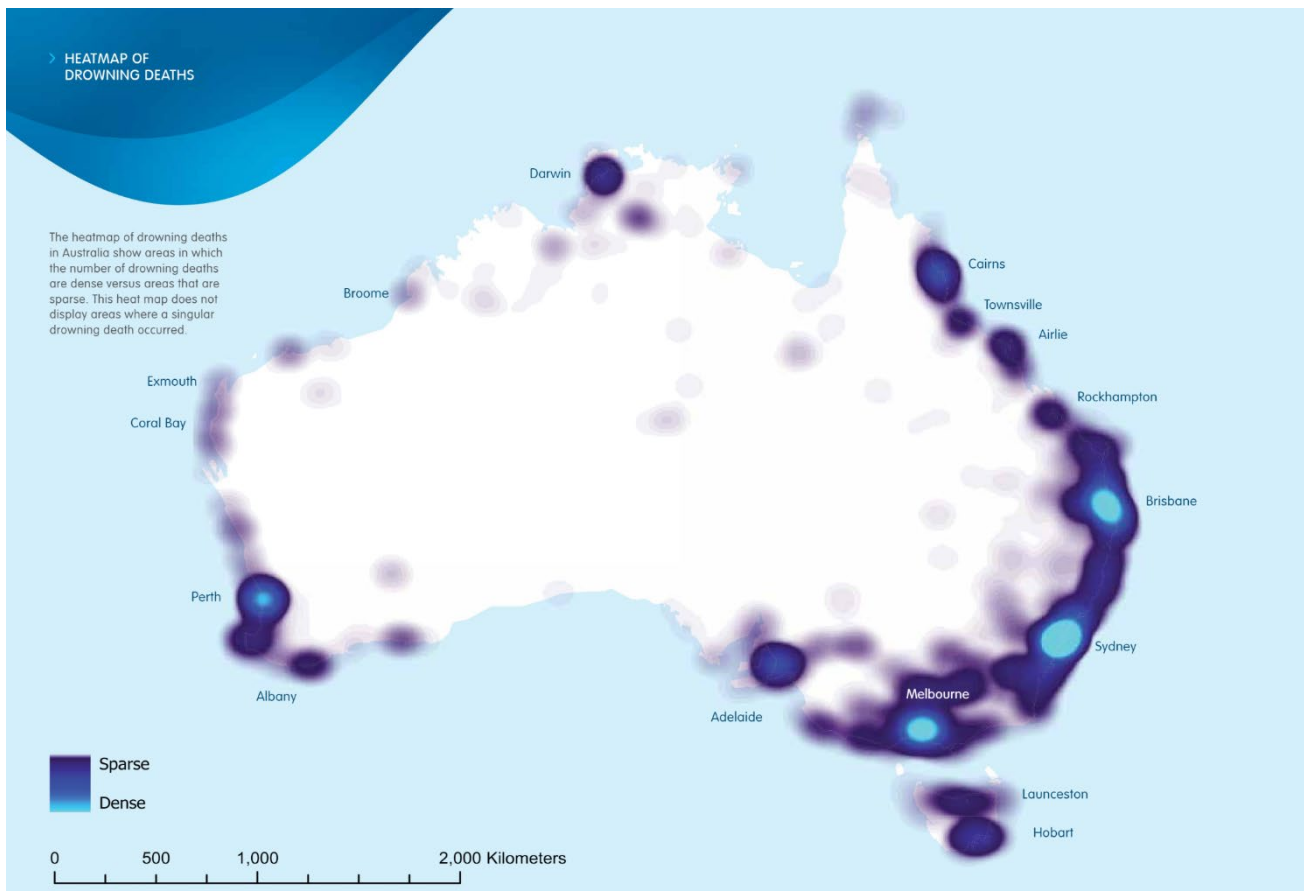 > HEATMAP OF
DROWNING DEATHS
The heatmap of drowning deaths
in Australia show areas in which
the number of drowning deaths
are dense versus areas that are
sparse. This heat map does not
display areas where a singular
drowning death occurred.
Darwin
Broome
Exmouth
Coral Bay
Perth
Albany
Adelaide
Melbourne
Cairns
Townsville
Airlie
Rockhampton
Brisbane
Sydney
Launceston
Hobart
Sparse
Dense
0 500 1,000 2,000 Kilometers